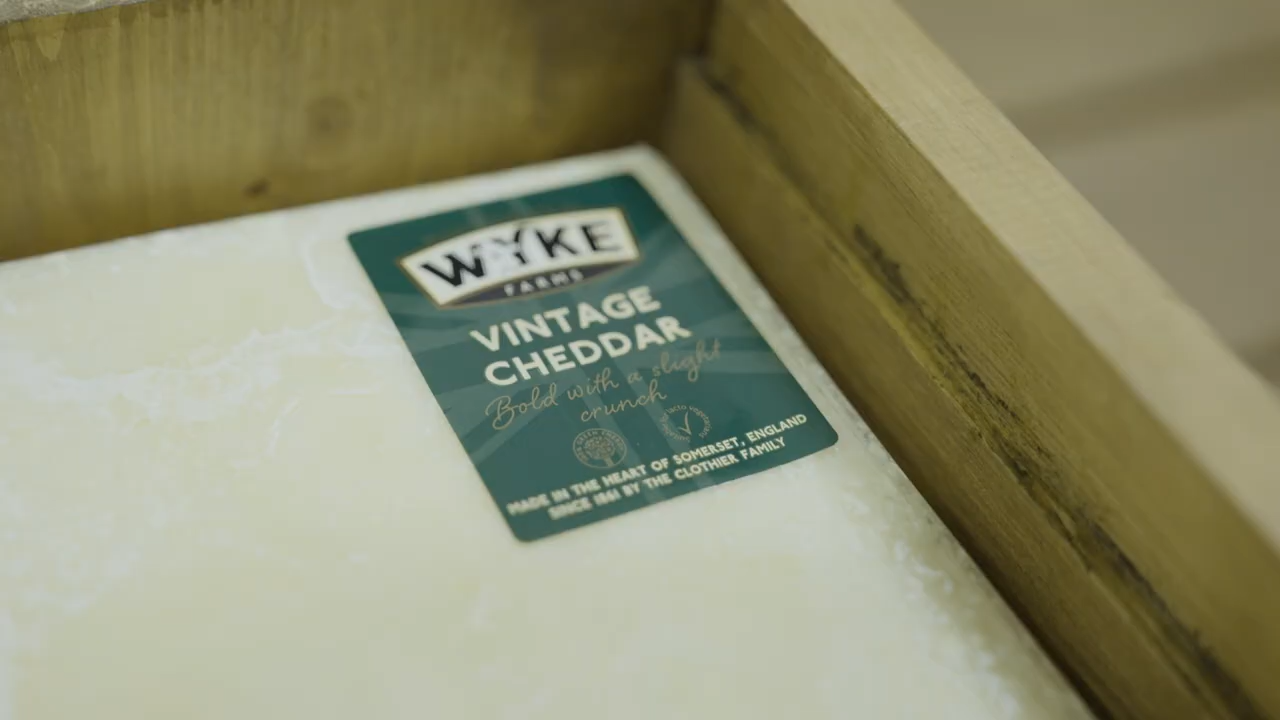 WYKE
FARMS
VINTAGE
CHEDDAR
Bold with a slight
crunch
MADE IN THE HEART OF SOMERSET, ENGLAND
SINCE 1861 BY THE CLOTHIER FAMILY